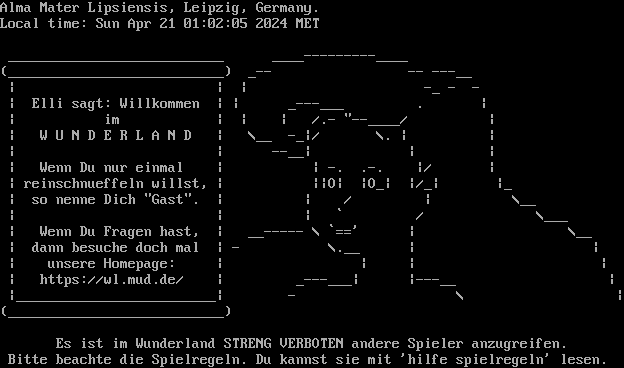 Alma Mater Lipsiensis, Leipzig, Germany.
Local time: Sun Apr 21 01:02:05 2024 MET
Elli sagt: Willkommen
im
W U N D E R L A N D
Wenn Du nur einmal
reinschnueffeln willst,
so nenne Dich "Gast".
Wenn Du Fragen hast,
dann besuche doch mal
unsere Homepage:
https://wl.mud.de/
Es ist im Wunderland STRENG VERBOTEN andere Spieler anzugreifen.
Bitte beachte die Spielregeln. Du kannst sie mit 'hilfe spielregeln' lesen.